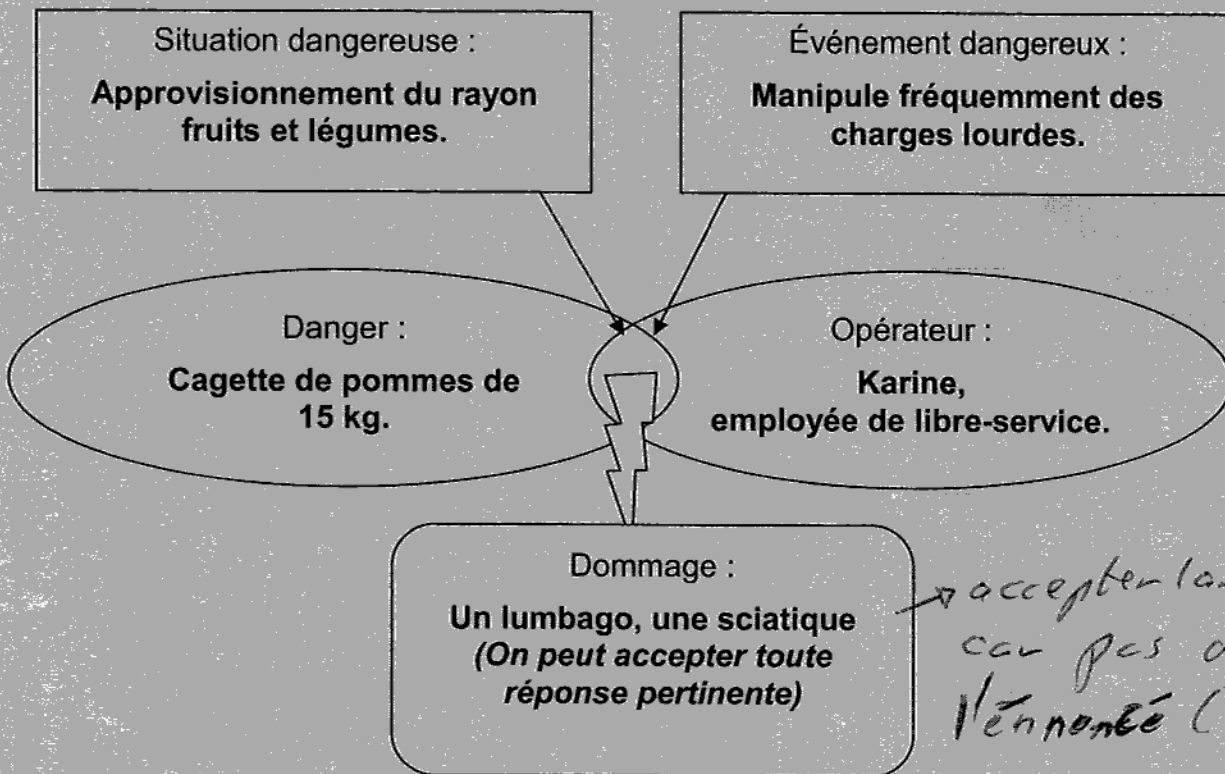 Situation dangereuse :
Approvisionnement du rayon
fruits et légumes.
Événement dangereux :
Manipule fréquemment des
charges lourdes.
Danger :
Cagette de pommes de
15 kg.
Opérateur :
Karine,
employée de libre-service.
Dommage :
Un lumbago, une sciatique
(On peut accepter toute
réponse pertinente)
accepter
car pas
l'énnoncé (